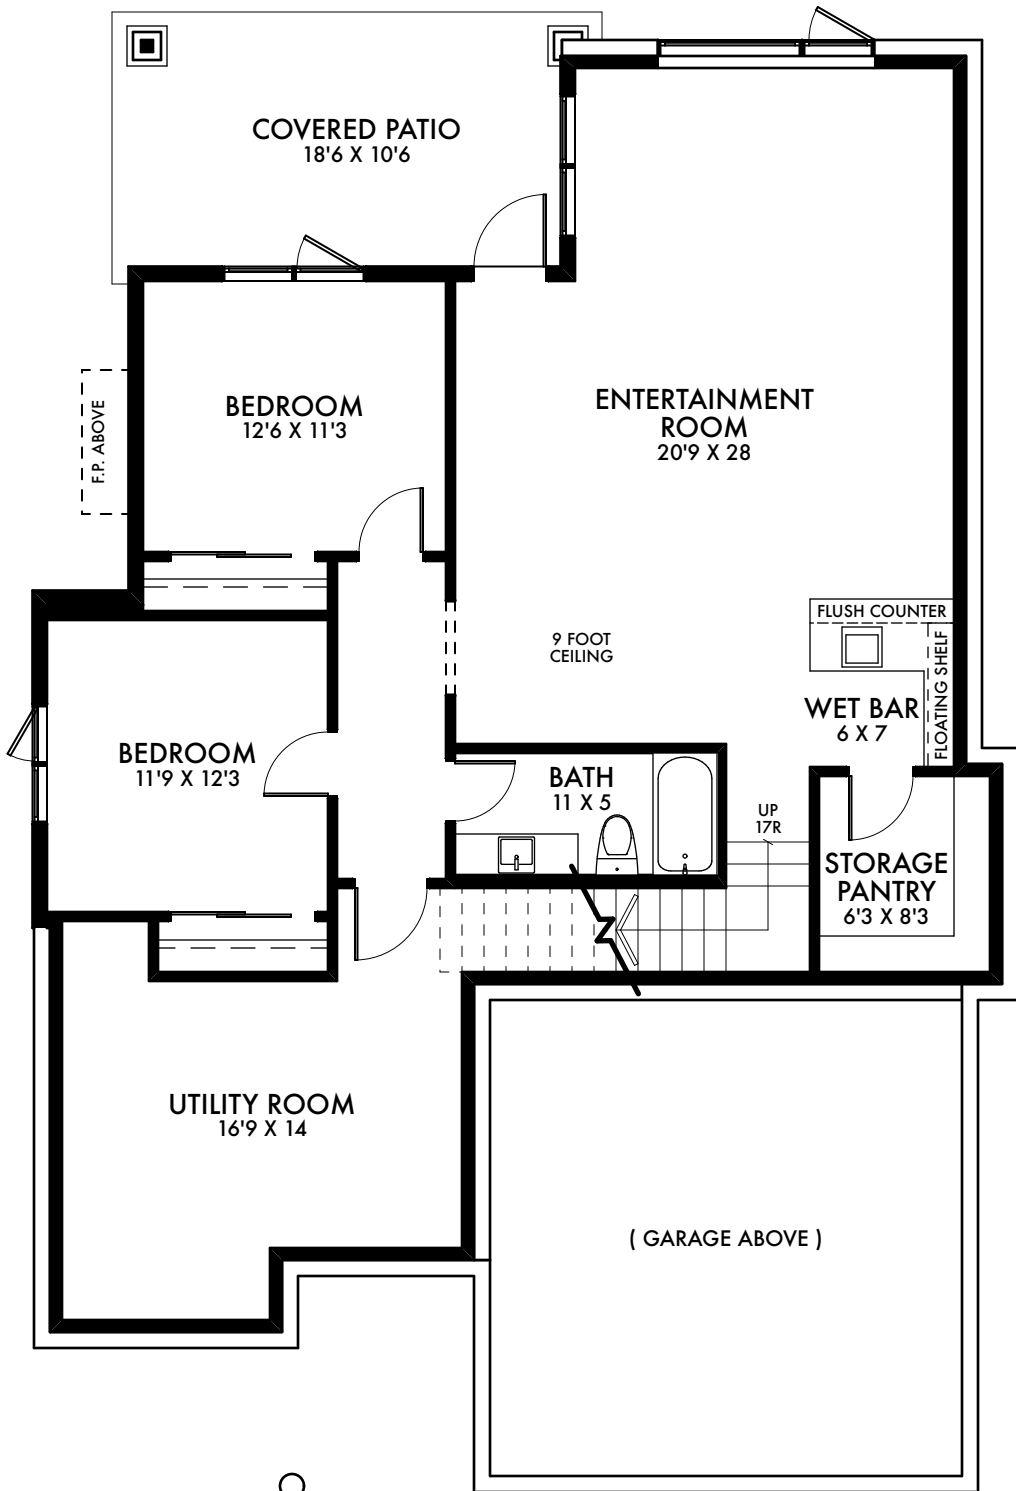 COVERED PATIO
18'6 X 10'6
BEDROOM
12'6 X 11'3
F.P. ABOVE
ENTERTAINMENT
ROOM
20'9 X 28
9 FOOT
CEILING
FLUSH COUNTER
FLOATING SHELF
WET BAR
6 X 7
BEDROOM
11'9 X 12'3
BATH
11 X 5
UP
17R
STORAGE
PANTRY
6'3 X 8'3
UTILITY ROOM
16'9 X 14
( GARAGE ABOVE )